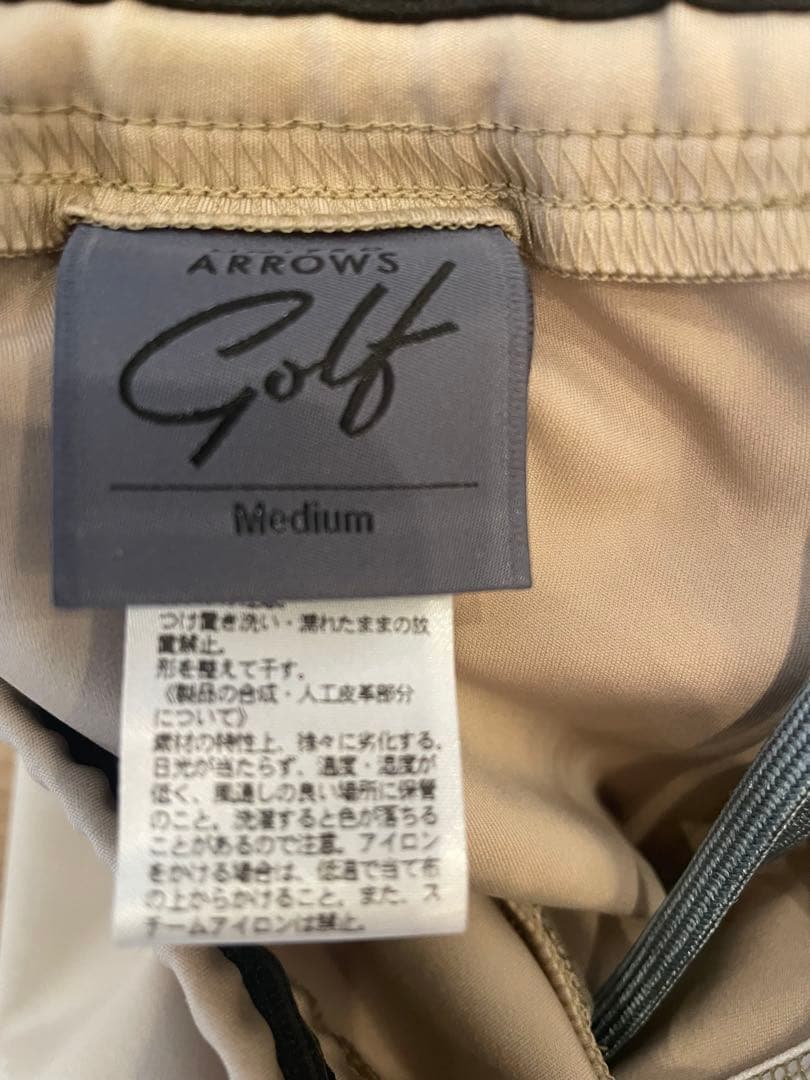 ARROWS
Golf
Medium
つけ置き洗い・濡れたままの放
置禁止。
形を整えて干す。
《製品の合成・人工皮革部分
について》
素材の特性上、徐々に劣化する。
日光が当たらず、温度・湿度が
低く、風通しの良い場所に保管
のこと。洗濯すると色が落ちる
ことがあるので注意。アイロン
をかける場合は、低温で当て布
の上からかけること。また、ス
チームアイロンは禁止。